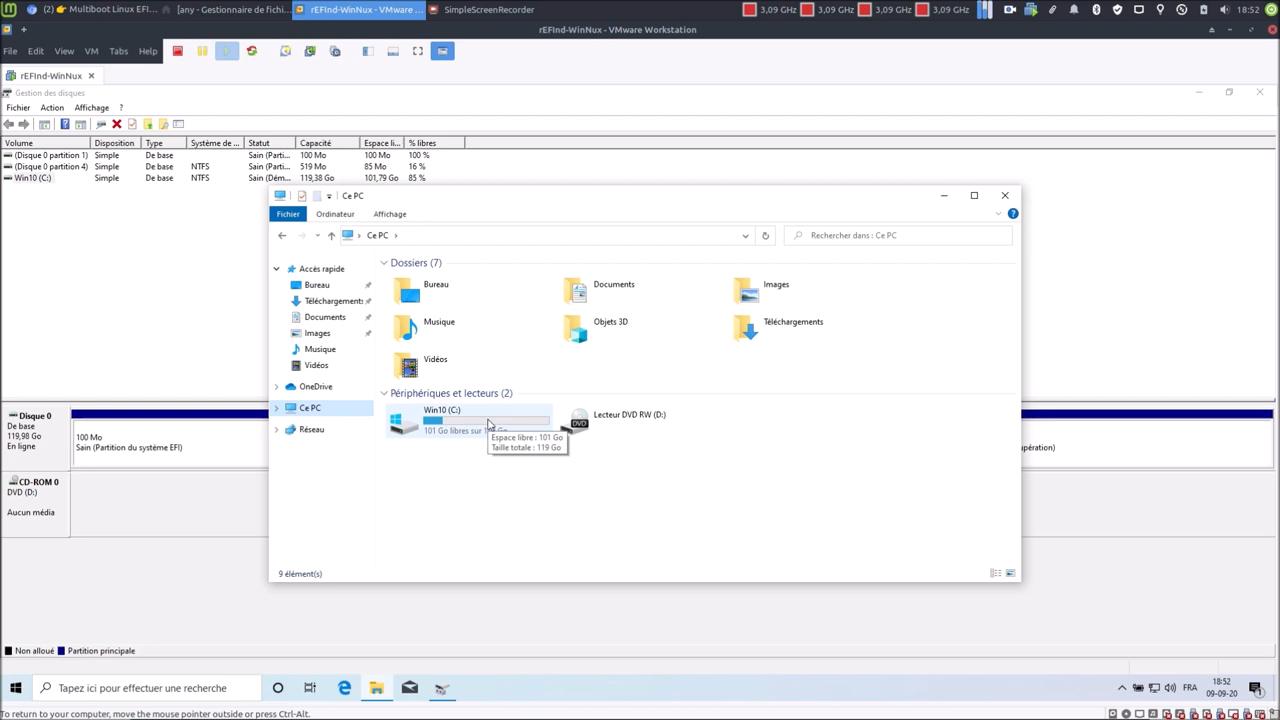 Multiboot Linux EFI...
[any - Gestionnaire de fichi...
rEFInd-WinNux - VMware ...
SimpleScreenRecorder
3,09 GHz
3,09 GHz
3,09 GHz
3,09 GHz
18:52
rEFInd-WinNux - VMware Workstation
File Edit View VM Tabs Help
rEFInd-WinNux
Gestion des disques
Fichier Action Affichage ?
Volume Disposition Type Système de ... Statut Capacité Espace li... % libres
(Disque 0 partition 1) Simple De base Sain (Parti... 100 Mo 100 Mo 100 %
(Disque 0 partition 4) Simple De base NTFS Sain (Parti... 519 Mo 85 Mo 16 %
Win10 (C:) Simple De base NTFS Sain (Dém... 119,38 Go 101,79 Go 85 %
Ce PC
Fichier Ordinateur Affichage
Ce PC
Rechercher dans : Ce PC
Accès rapide
Bureau
Téléchargements
Documents
Images
Musique
Vidéos
OneDrive
Ce PC
Réseau
Dossiers (7)
Bureau
Documents
Images
Musique
Objets 3D
Téléchargements
Vidéos
Périphériques et lecteurs (2)
Win10 (C:)
101 Go libres sur
Espace libre : 101 Go
Taille totale : 119 Go
DVD
Lecteur DVD RW (D:)
9 élément(s)
Disque 0
De base
119,98 Go
En ligne
100 Mo
Sain (Partition du système EFI)
upération)
CD-ROM 0
DVD (D:)
Aucun média
Non alloué Partition principale
Tapez ici pour effectuer une recherche
FRA
18:52
09-09-20
To return to your computer, move the mouse pointer outside or press Ctrl-Alt.